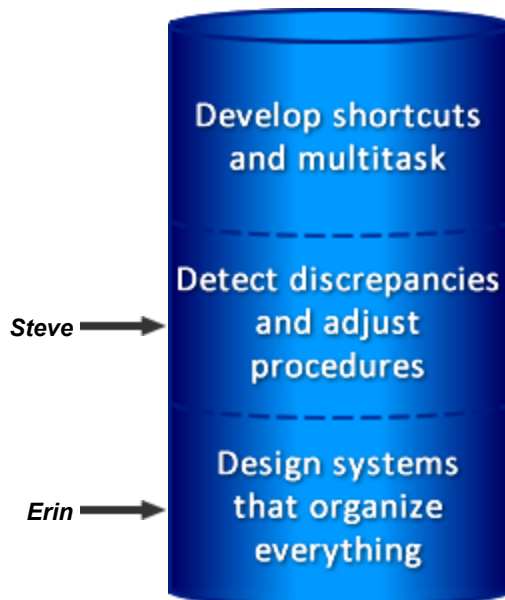 Develop shortcuts
and multitask
Detect discrepancies
and adjust
procedures
Steve
Design systems
that organize
everything
Erin